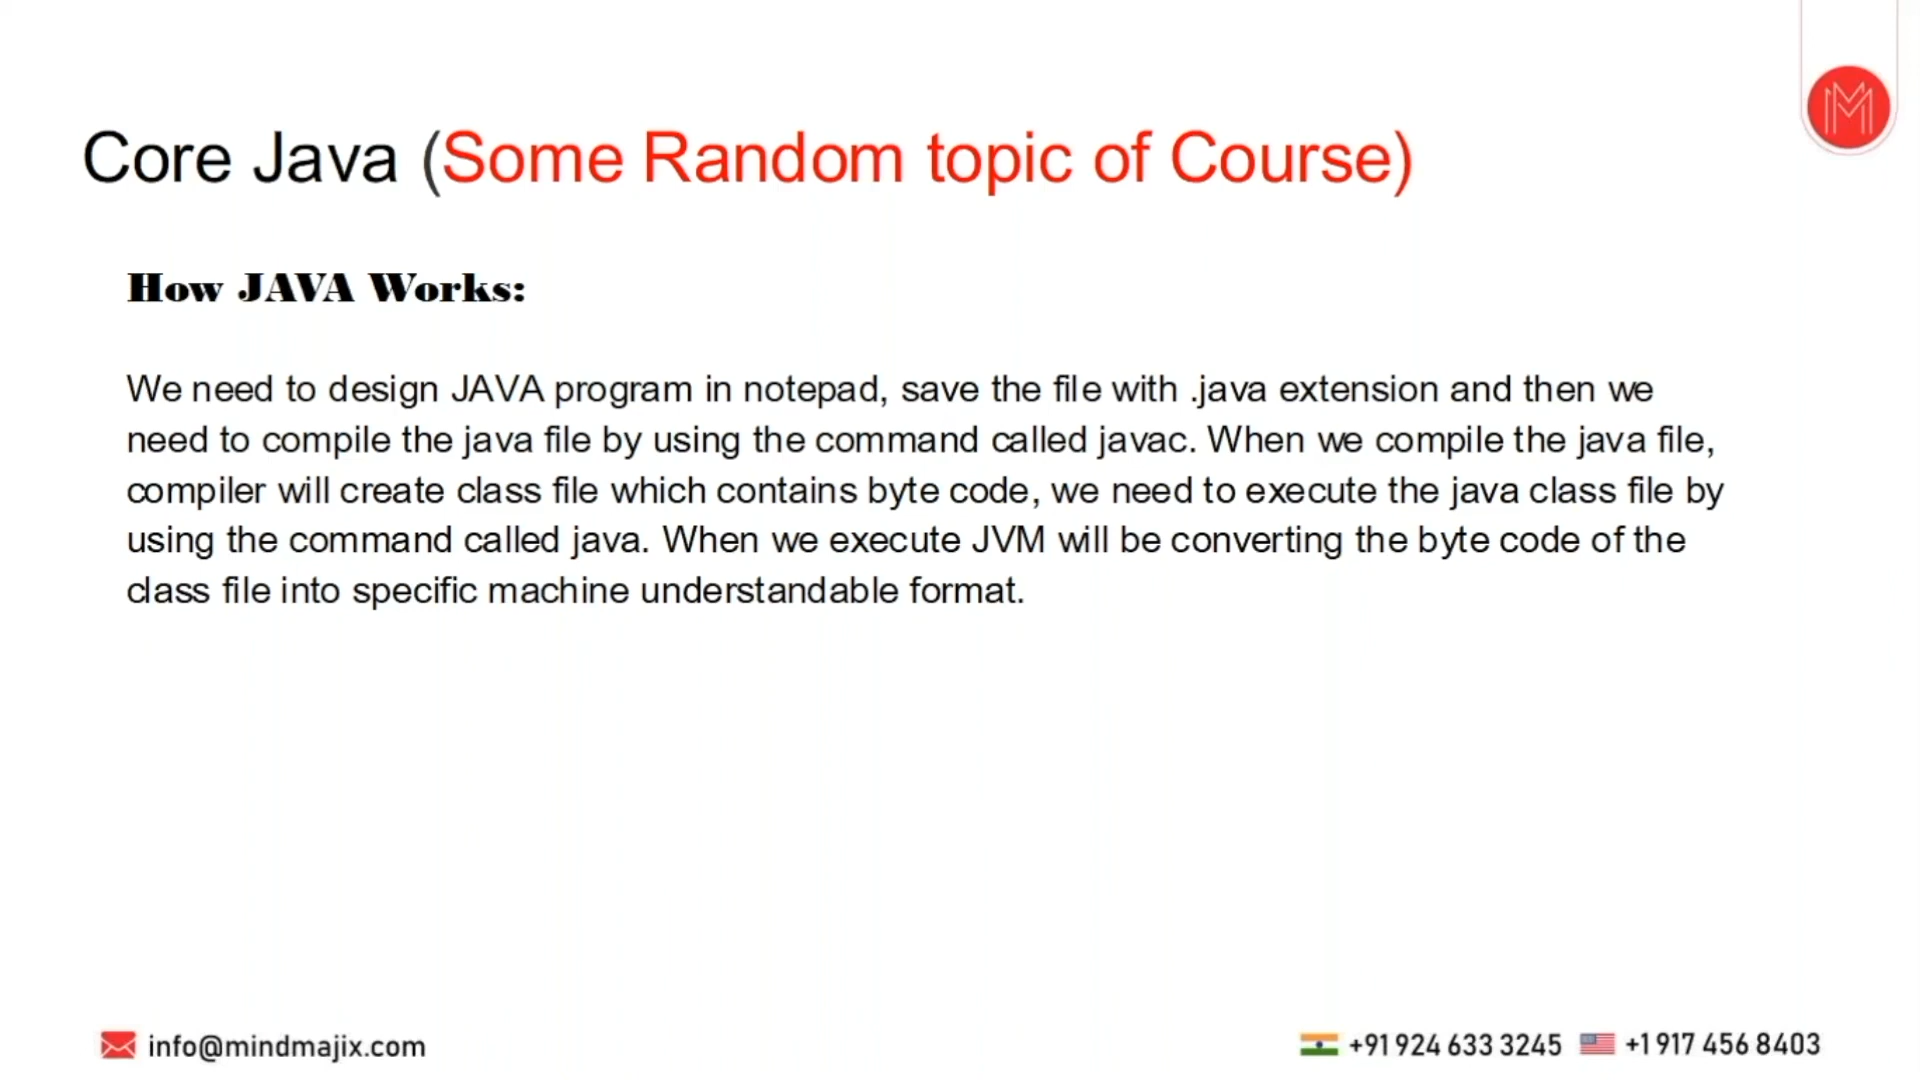 Core Java (Some Random topic of Course)
How JAVA Works:
We need to design JAVA program in notepad, save the file with .java extension and then we
need to compile the java file by using the command called javac. When we compile the java file,
compiler will create class file which contains byte code, we need to execute the java class file by
using the command called java. When we execute JVM will be converting the byte code of the
class file into specific machine understandable format.
info@mindmajix.com
+91 924 633 3245
+1 917 456 8403